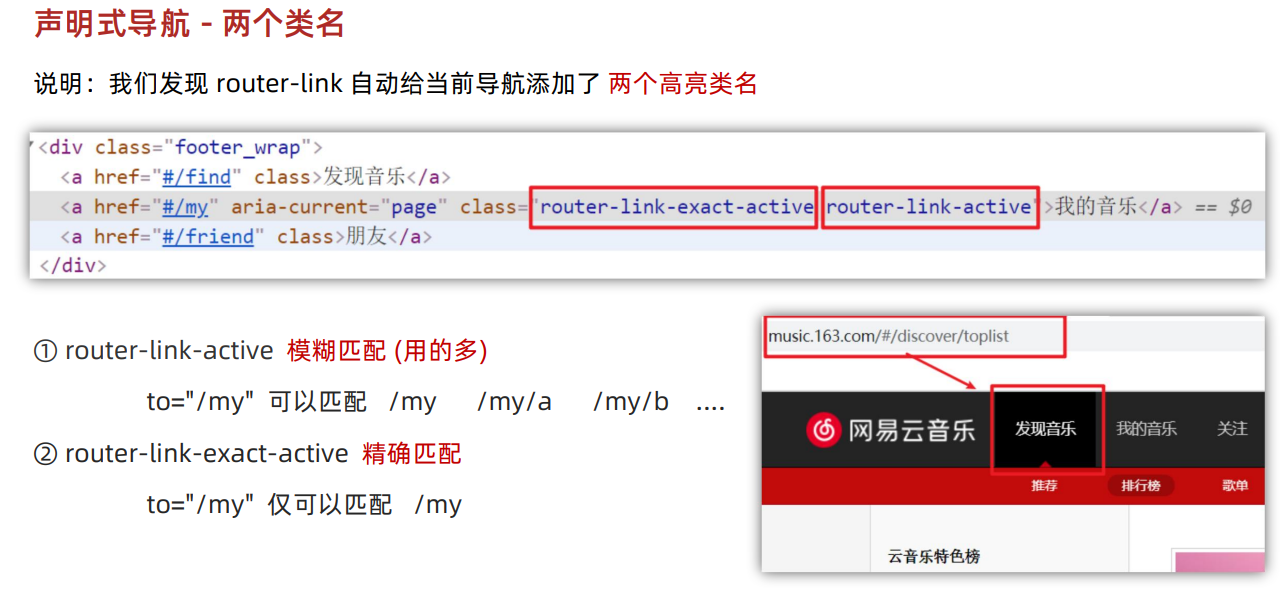 声明式导航 - 两个类名
说明：我们发现 router-link 自动给当前导航添加了 两个高亮类名
<div class="footer_wrap">
<a href="#/find" class>发现音乐</a>
<a href="#/my" aria-current="page" class="router-link-exact-active router-link-active">我的音乐</a> == $0
<a href="#/friend" class>朋友</a>
</div>
① router-link-active 模糊匹配 (用的多)
to="/my" 可以匹配 /my /my/a /my/b ....
② router-link-exact-active 精确匹配
to="/my" 仅可以匹配 /my
music.163.com/#/discover/toplist
网易云音乐 发现音乐 我的音乐 关注
推荐 排行榜 歌单
云音乐特色榜